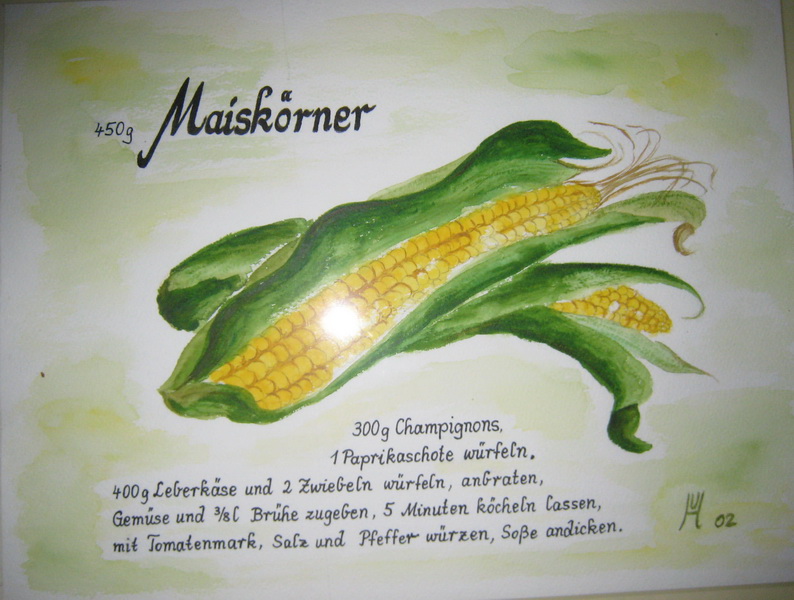 450g Maiskörner
300g Champignons,
1 Paprikaschote würfeln.
400g Leberkäse und 2 Zwiebeln würfeln, anbraten,
Gemüse und ⅜l Brühe zugeben, 5 Minuten köcheln lassen,
mit Tomatenmark, Salz und Pfeffer würzen, Soße andicken.
02